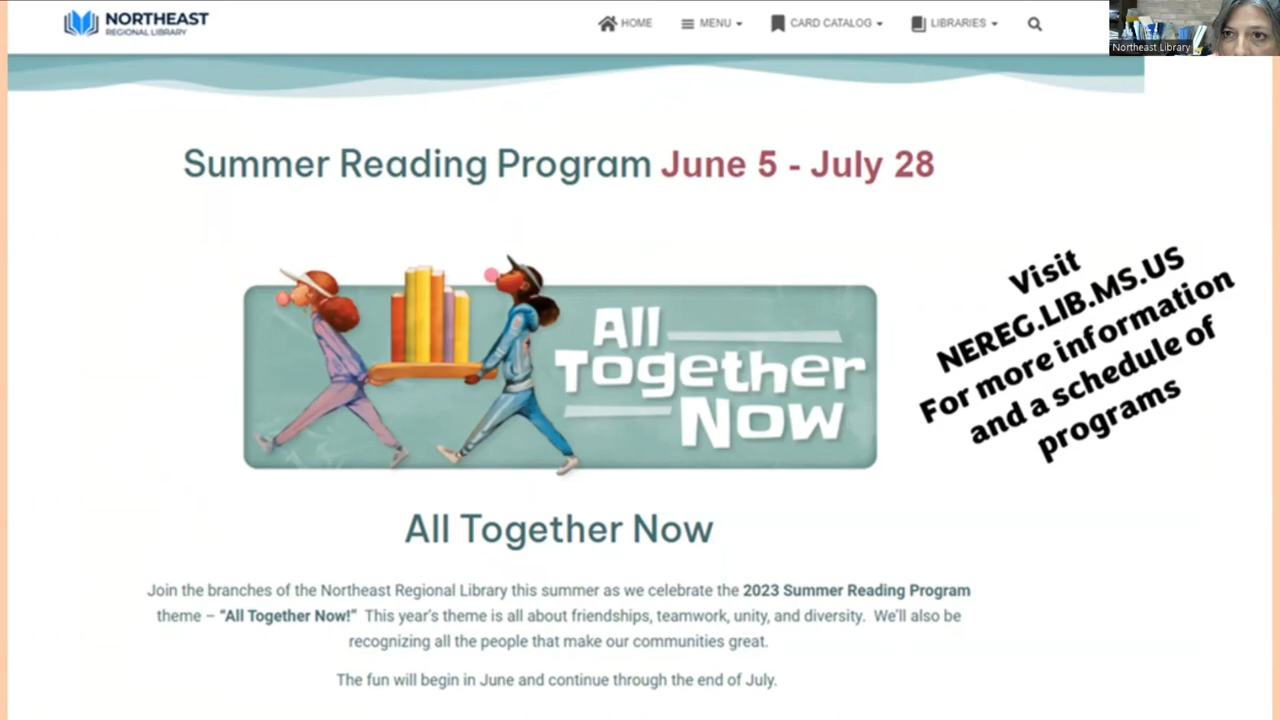 NORTHEAST
REGIONAL LIBRARY
HOME
MENU
CARD CATALOG
LIBRARIES
Northeast Library
Summer Reading Program June 5 - July 28
All
Together
Now
Visit
NEREG.LIB.MS.US
For more information
and a schedule of
programs
All Together Now
Join the branches of the Northeast Regional Library this summer as we celebrate the 2023 Summer Reading Program
theme – “All Together Now!” This year's theme is all about friendships, teamwork, unity, and diversity. We'll also be
recognizing all the people that make our communities great.
The fun will begin in June and continue through the end of July.